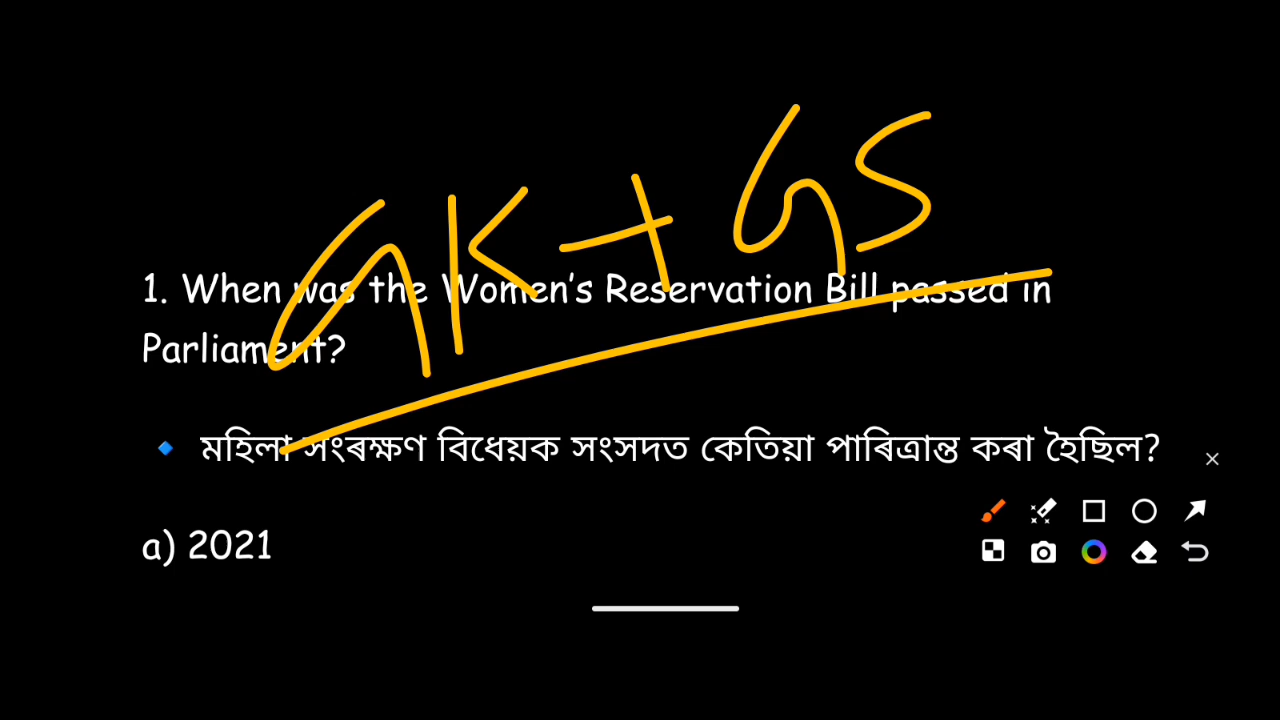 GK + GS
1. When was the Women's Reservation Bill passed in
Parliament?
🔹 মহিলা সংৰক্ষণ বিধেয়ক সংসদত কেতিয়া পাৰিত্ৰান্ত কৰা হৈছিল?
a) 2021